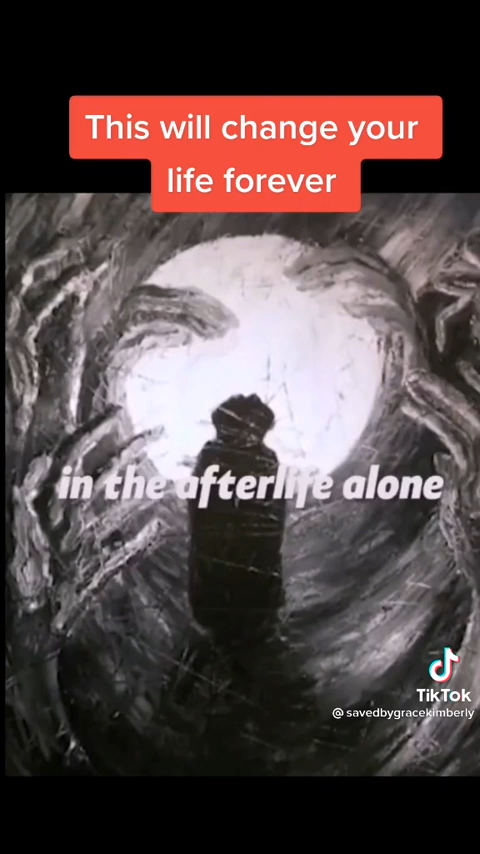 This will change your
life forever
in the afterlife alone
TikTok
@savedbygracekimberly